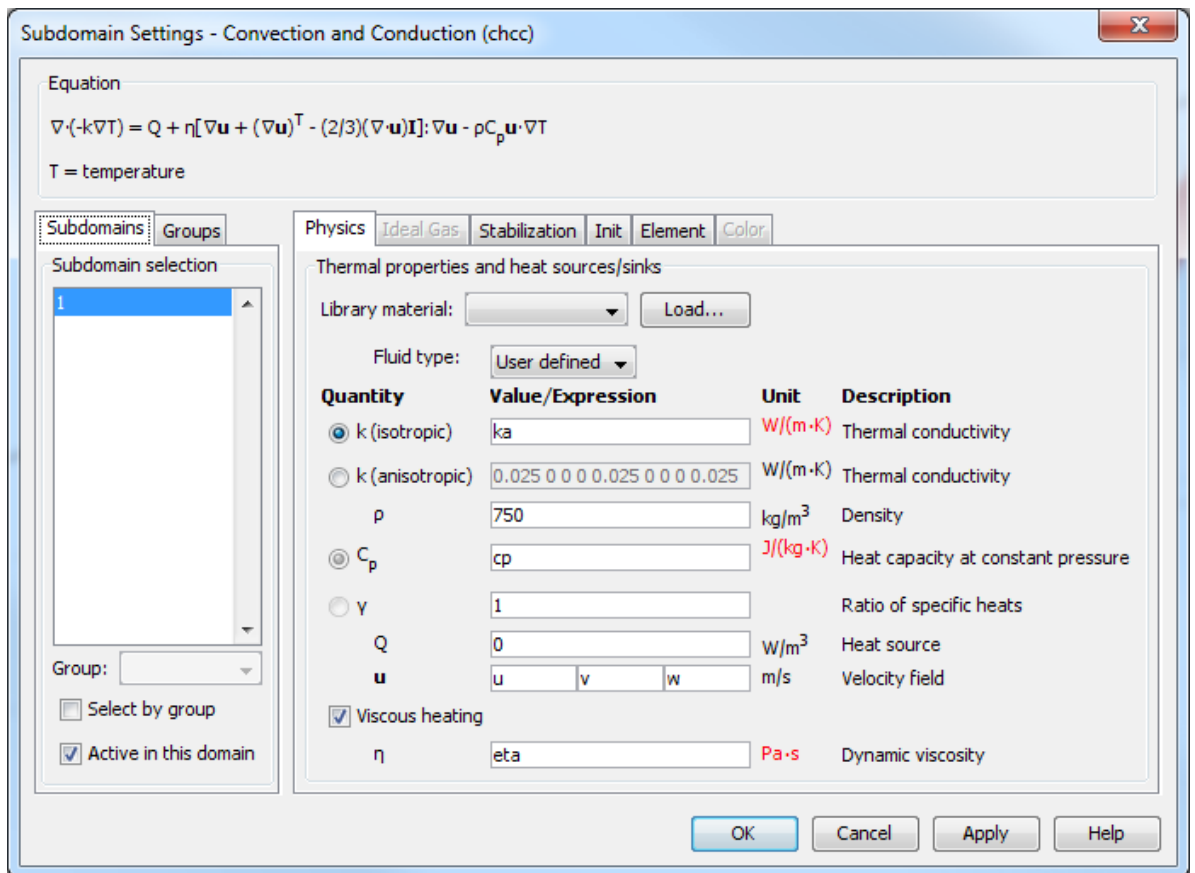 Subdomain Settings - Convection and Conduction (chcc)
X
Equation
∇·(-k∇T) = Q + η[∇u + (∇u)ᵀ - (2/3)(∇·u)I]:∇u - ρCₚu·∇T
T = temperature
Subdomains Groups
Subdomain selection
1
Group:
Select by group
Active in this domain
Physics Ideal Gas Stabilization Init Element Color
Thermal properties and heat sources/sinks
Library material: Load...
Fluid type: User defined
Quantity Value/Expression Unit Description
k (isotropic) ka W/(m·K) Thermal conductivity
k (anisotropic) 0.025 0 0 0 0.025 0 0 0 0.025 W/(m·K) Thermal conductivity
ρ 750 kg/m³ Density
Cₚ cp J/(kg·K) Heat capacity at constant pressure
γ 1 Ratio of specific heats
Q 0 W/m³ Heat source
u u v w m/s Velocity field
Viscous heating
η eta Pa·s Dynamic viscosity
OK Cancel Apply Help